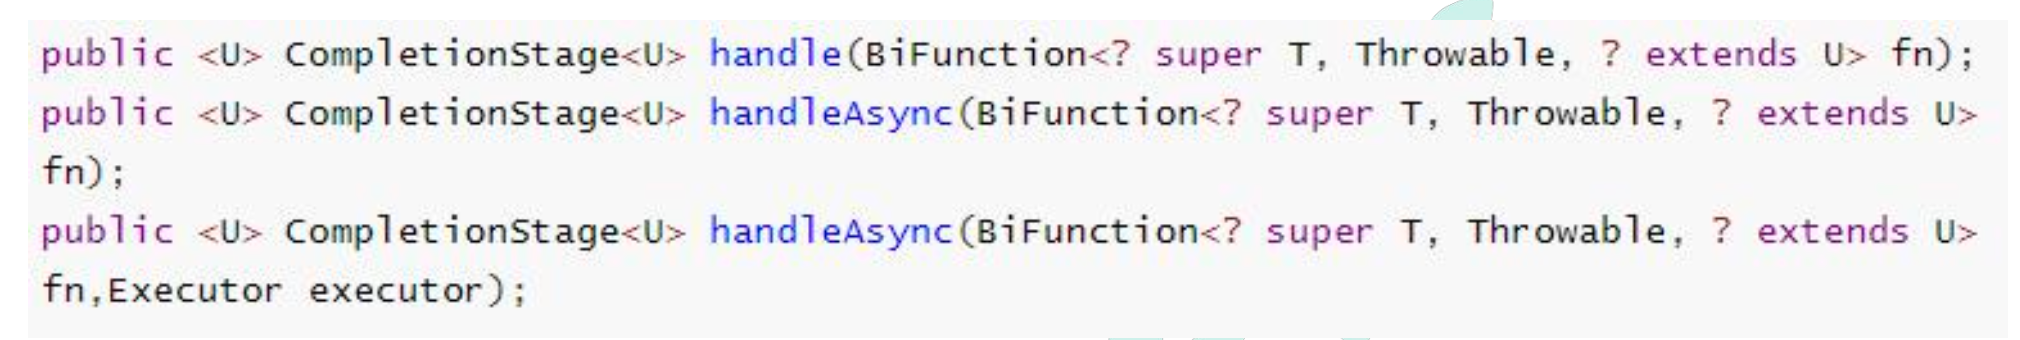 public <U> CompletionStage<U> handle(BiFunction<? super T, Throwable, ? extends U> fn);
public <U> CompletionStage<U> handleAsync(BiFunction<? super T, Throwable, ? extends U>
fn);
public <U> CompletionStage<U> handleAsync(BiFunction<? super T, Throwable, ? extends U>
fn,Executor executor);